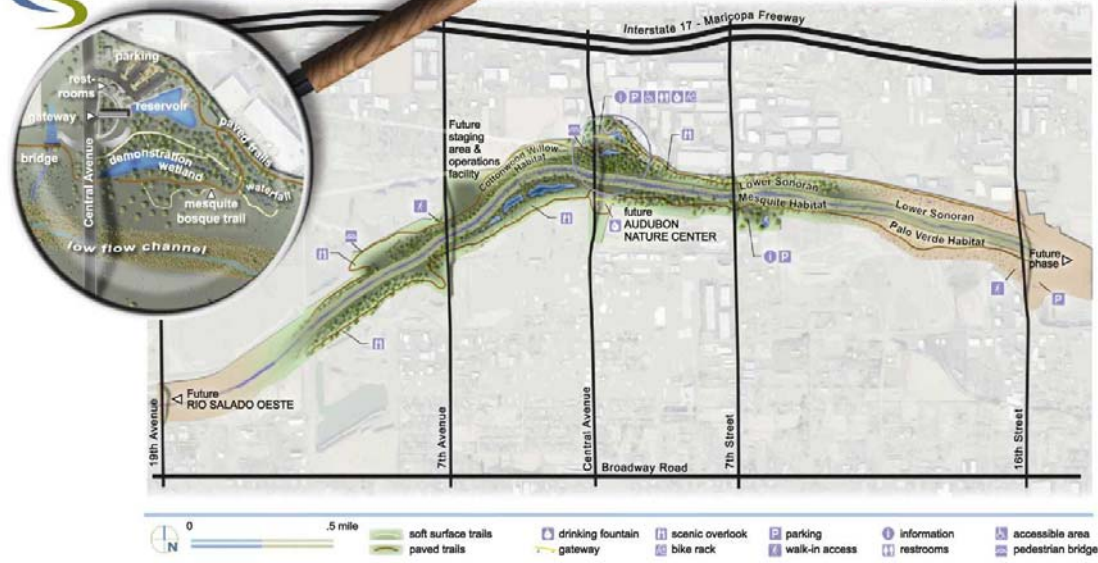 Interstate 17 - Maricopa Freeway
parking
rest-
rooms
reservoir
gateway
paved trails
bridge
Central Avenue
demonstration
wetland
waterfall
mesquite
bosque trail
low flow channel
Future
staging
area &
operations
facility
Cottonwood Willow
Habitat
i P
Lower Sonoran
Mesquite Habitat
Lower Sonoran
Palo Verde Habitat
future
AUDUBON
NATURE CENTER
i P
Future
phase
P
Future
RIO SALADO OESTE
19th Avenue
7th Avenue
Central Avenue
7th Street
16th Street
Broadway Road
N
0 .5 mile
soft surface trails
paved trails
drinking fountain
gateway
scenic overlook
bike rack
P parking
walk-in access
i information
restrooms
accessible area
pedestrian bridge